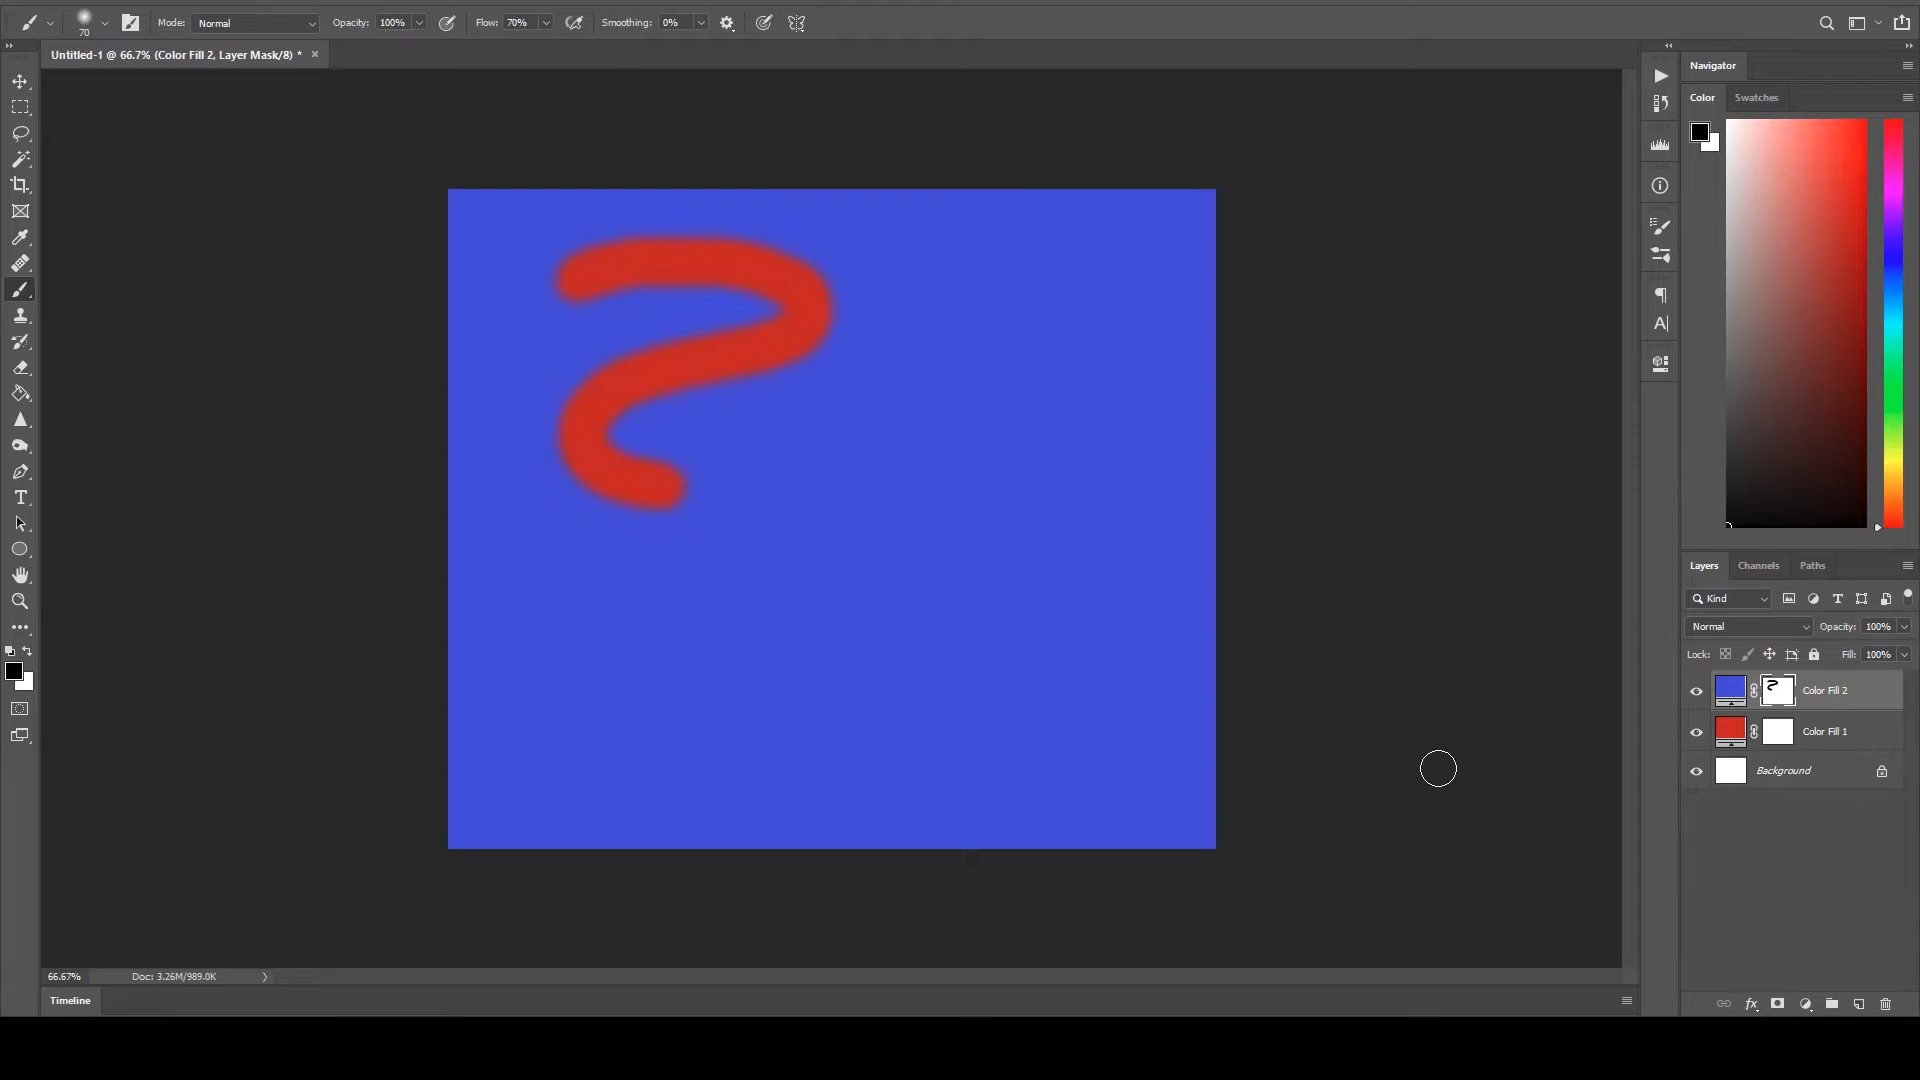 70 Mode: Normal Opacity: 100% Flow: 70% Smoothing: 0%
Untitled-1 @ 66.7% (Color Fill 2, Layer Mask/8) *
Navigator
Color Swatches
Layers Channels Paths
Kind
Normal Opacity: 100%
Lock: Fill: 100%
Color Fill 2
Color Fill 1
Background
fx
66.67% Doc: 3.26M/989.0K
Timeline